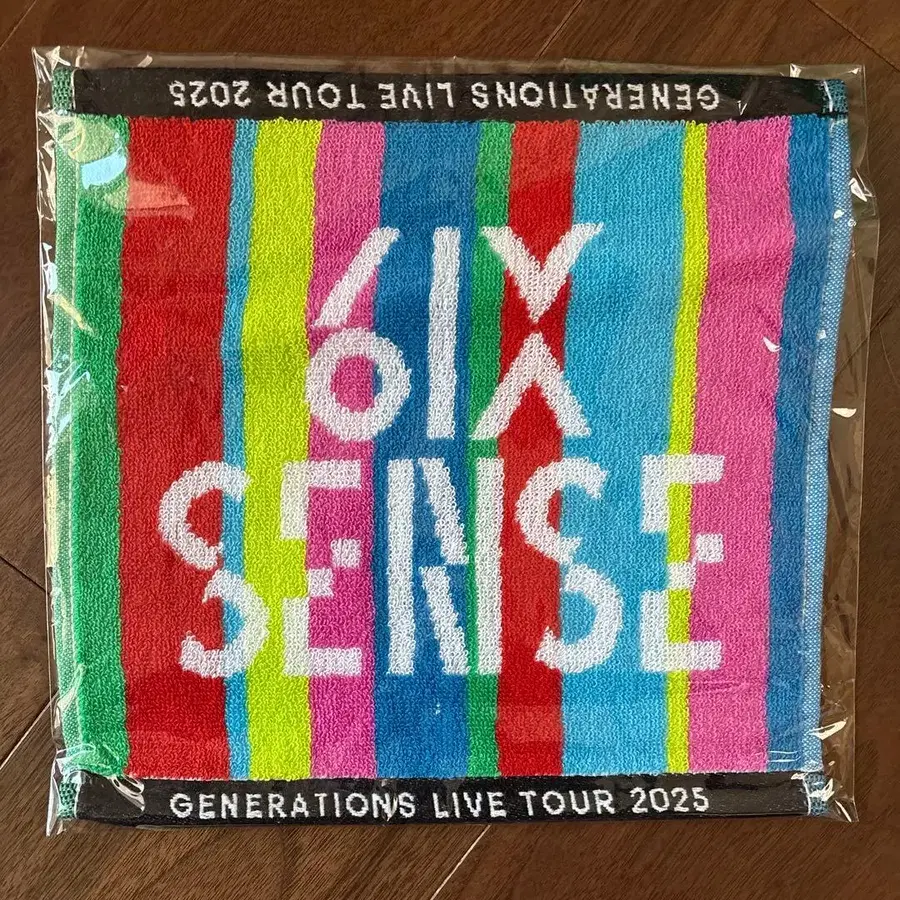 GENERATIONS LIVE TOUR 2025
6IX
SENSE
GENERATIONS LIVE TOUR 2025